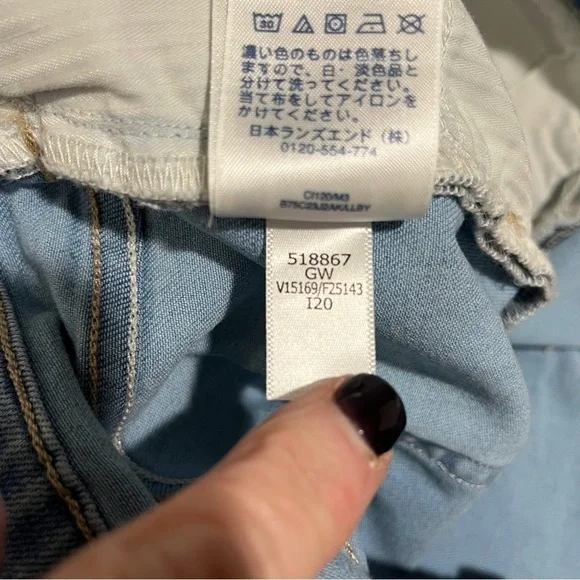 30
濃い色のものは色落ちし
ますので、白・淡色品と
分けて洗ってください。
当て布をしてアイロンを
かけてください。
日本ランズエンド(株)
0120-554-774
CI120/M3
518867
GW
V15169/F25143
I20